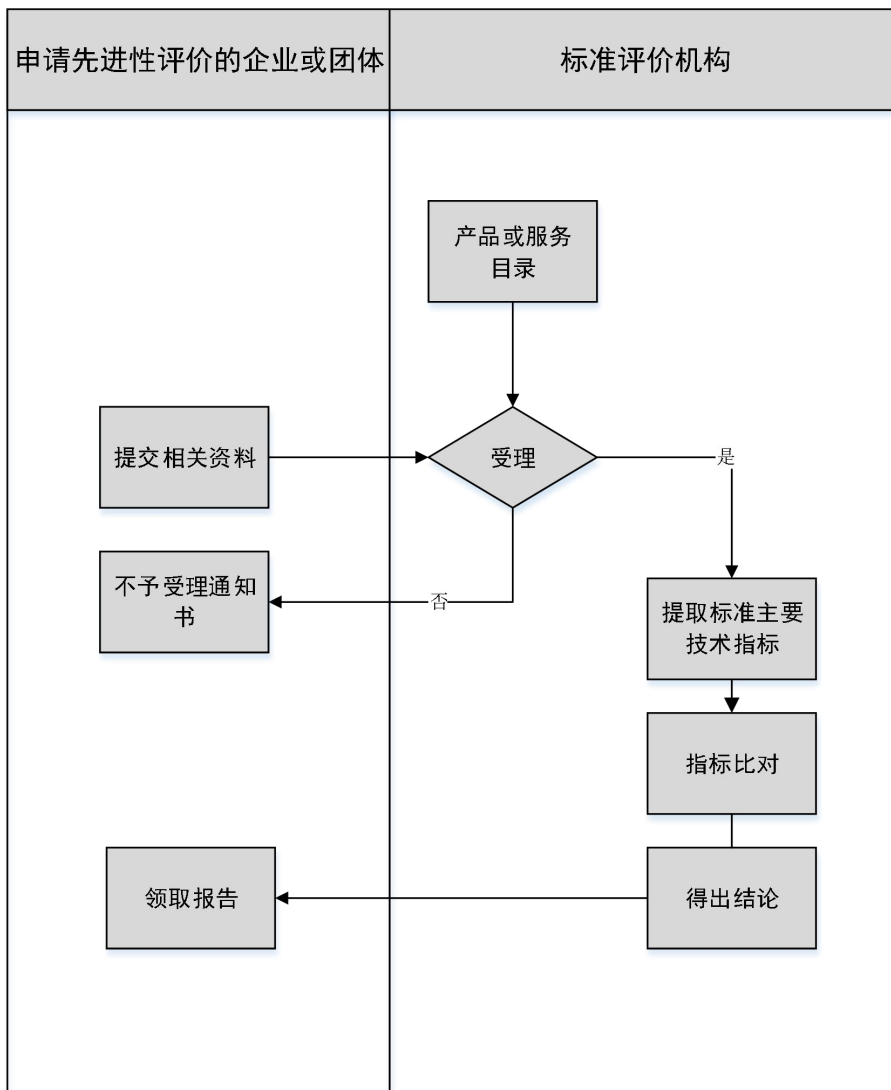 申请先进性评价的企业或团体
标准评价机构
产品或服务
目录
提交相关资料
受理
是
不予受理通知
书
否
提取标准主要
技术指标
指标比对
领取报告
得出结论